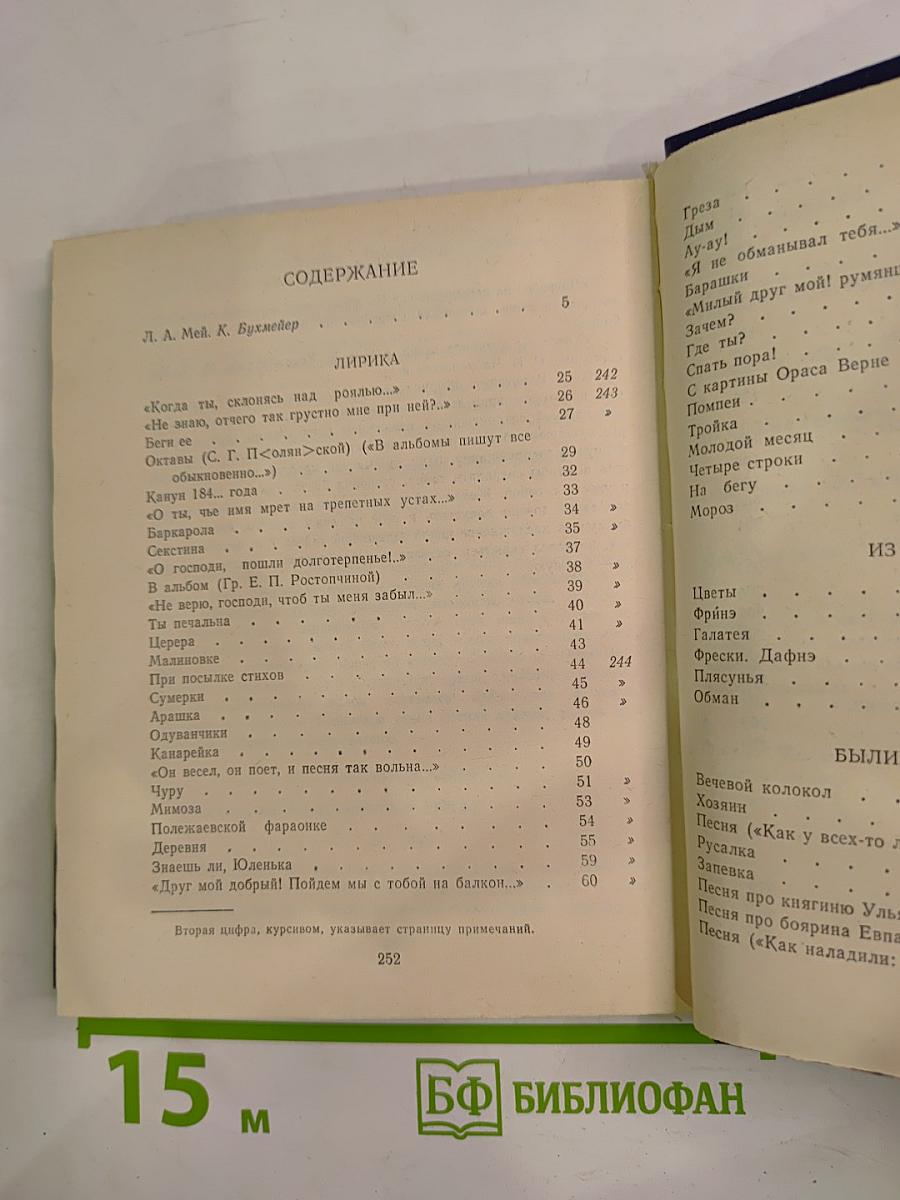 СОДЕРЖАНИЕ
Л. А. Мей. К. Бухмейер . . . . . . . . 5
ЛИРИКА
«Когда ты, склонясь над роялью...» . . . . . 25 242
«Не знаю, отчего так грустно мне при ней?..» . . . 26 243
Беги ее . . . . . . . . . . . . 27 »
Октавы (С. Г. П<олян>ской) («В альбомы пишут все
обыкновенно...») . . . . . . . . . 29
Канун 184... года . . . . . . . . . . 32
«О ты, чье имя мрет на трепетных устах...» . . . 33
Баркарола . . . . . . . . . . . . 34 »
Секстина . . . . . . . . . . . . 35 »
«О господи, пошли долготерпенье!..» . . . . . 37
В альбом (Гр. Е. П. Ростопчиной) . . . . . . 38 »
«Не верю, господи, чтоб ты меня забыл...» . . . . 39 »
Ты печальна . . . . . . . . . . . 40 »
Церера . . . . . . . . . . . . 41 »
Малиновке . . . . . . . . . . . . 43
При посылке стихов . . . . . . . . . 44 244
Сумерки . . . . . . . . . . . . 45 »
Арашка . . . . . . . . . . . . 46 »
Одуванчики . . . . . . . . . . . 48
Канарейка . . . . . . . . . . . . 49
«Он весел, он поет, и песня так вольна...» . . . . 50
Чуру . . . . . . . . . . . . . 51 »
Мимоза . . . . . . . . . . . . 53 »
Полежаевской фараонке . . . . . . . . 54 »
Деревня . . . . . . . . . . . . 55 »
Знаешь ли, Юленька . . . . . . . . . 59 »
«Друг мой добрый! Пойдем мы с тобой на балкон...» . 60 »
Вторая цифра, курсивом, указывает страницу примечаний.
252
Греза . . . .
Дым . . . .
Ау-ау! . . . .
«Я не обманывал тебя...»
Барашки . . . .
«Милый друг мой! румянц
Зачем? . . . .
Где ты? . . . .
Спать пора! . . . .
С картины Ораса Верне
Помпеи . . . .
Тройка . . . .
Молодой месяц . . .
Четыре строки . . .
На бегу . . . .
Мороз . . . .
ИЗ
Цветы . . . .
Фри́нэ . . . .
Галатея . . . .
Фрески. Дафнэ . . .
Плясунья . . . .
Обман . . . .
БЫЛИ
Вечевой колокол . .
Хозяин . . . .
Песня («Как у всех-то л
Русалка . . . .
Запевка . . . .
Песня про княгиню Улья
Песня про боярина Евпа
Песня («Как наладили:
15 м
БФ БИБЛИОФАН